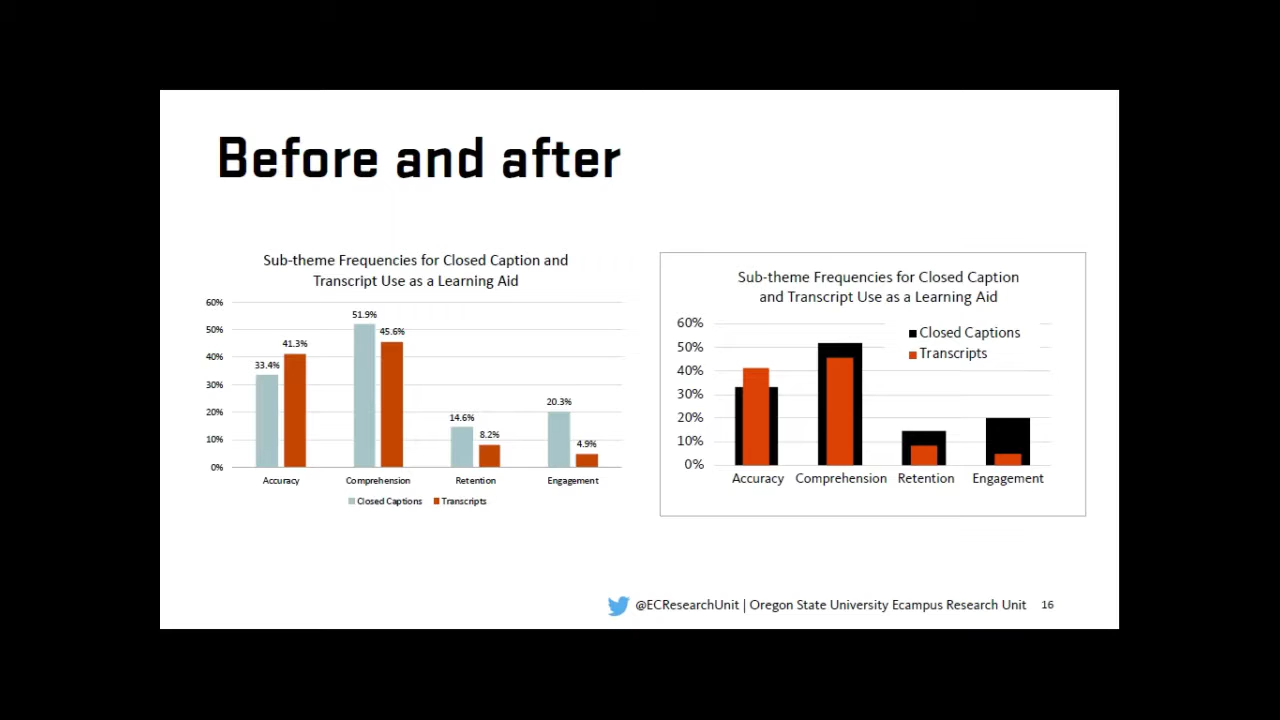 Before and after
Sub-theme Frequencies for Closed Caption and
Transcript Use as a Learning Aid
60%
50%
40%
30%
20%
10%
0%
33.4%
41.3%
51.9%
45.6%
14.6%
8.2%
20.3%
4.9%
Accuracy
Comprehension
Retention
Engagement
Closed Captions
Transcripts
Sub-theme Frequencies for Closed Caption
and Transcript Use as a Learning Aid
60%
50%
40%
30%
20%
10%
0%
Closed Captions
Transcripts
Accuracy
Comprehension
Retention
Engagement
@ECResearchUnit | Oregon State University Ecampus Research Unit 16